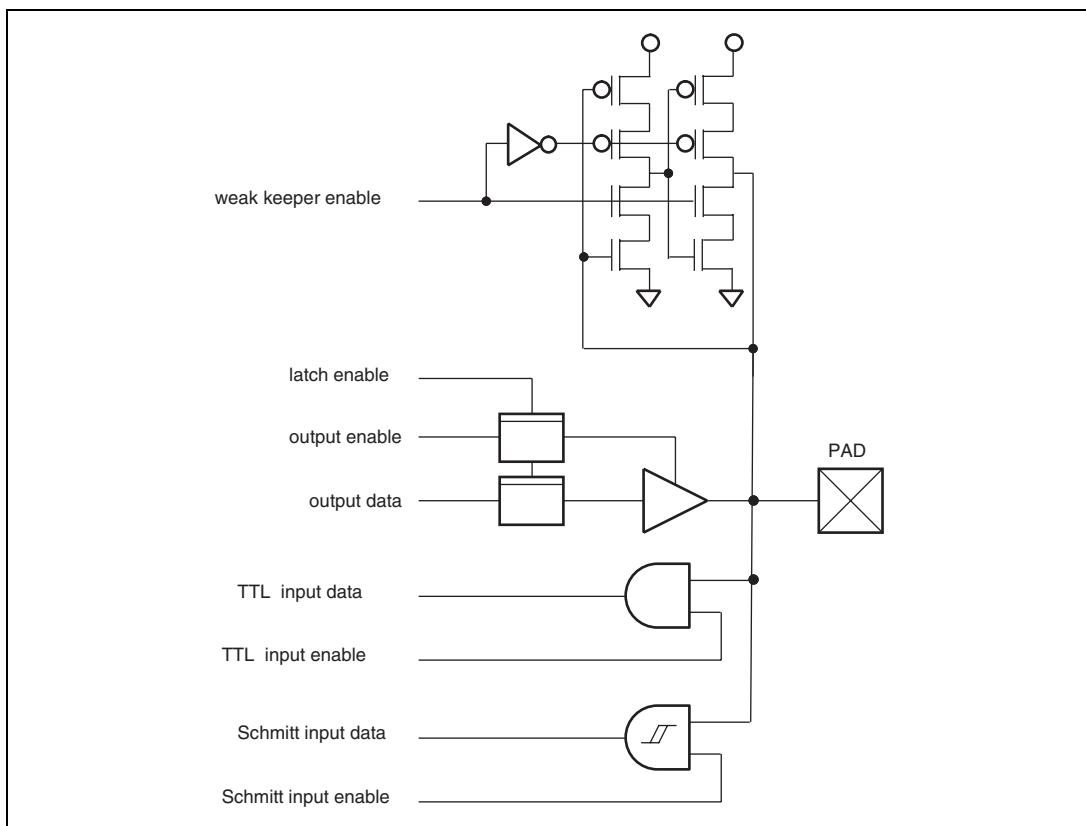 weak keeper enable
latch enable
output enable
PAD
output data
TTL input data
TTL input enable
Schmitt input data
Schmitt input enable